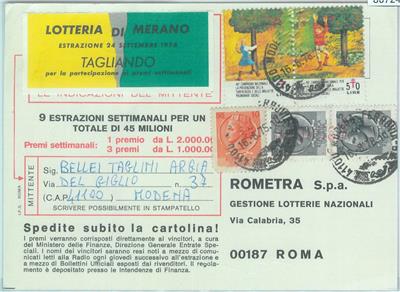 LOTTERIA DI MERANO
ESTRAZIONE 24 SETTEMBRE 1976
TAGLIANDO
per la partecipazione ai premi settimanali
LE INDICAZIONI DEL MITTENTE
LIRE
9 ESTRAZIONI SETTIMANALI PER UN
TOTALE DI 45 MILIONI
Premi settimanali: 1 premio da L. 2.000.00
3 premi da L. 1.000.00
MITTENTE
Sig. BELLEI TAGLINI ARGIA
Via DEL GIGLIO n. 37
(C.A.P. 41100) MODENA
SCRIVERE POSSIBILMENTE IN STAMPATELLO
ROMETRA S.p.a.
GESTIONE LOTTERIE NAZIONALI
Via Calabria, 35
00187 ROMA
Spedite subito la cartolina!
I premi verranno corrisposti direttamente ai vincitori, a cura
del Ministero delle Finanze, Direzione Generale Entrate Spe-
ciali. I nomi dei vincitori saranno resi noti a mezzo di comu-
nicati letti alla Radio ogni giovedì successivo all'estrazione e
a mezzo di Bollettini Ufficiali esposti dai rivenditori. Il regola-
mento è depositato presso le Intendenze di Finanza.